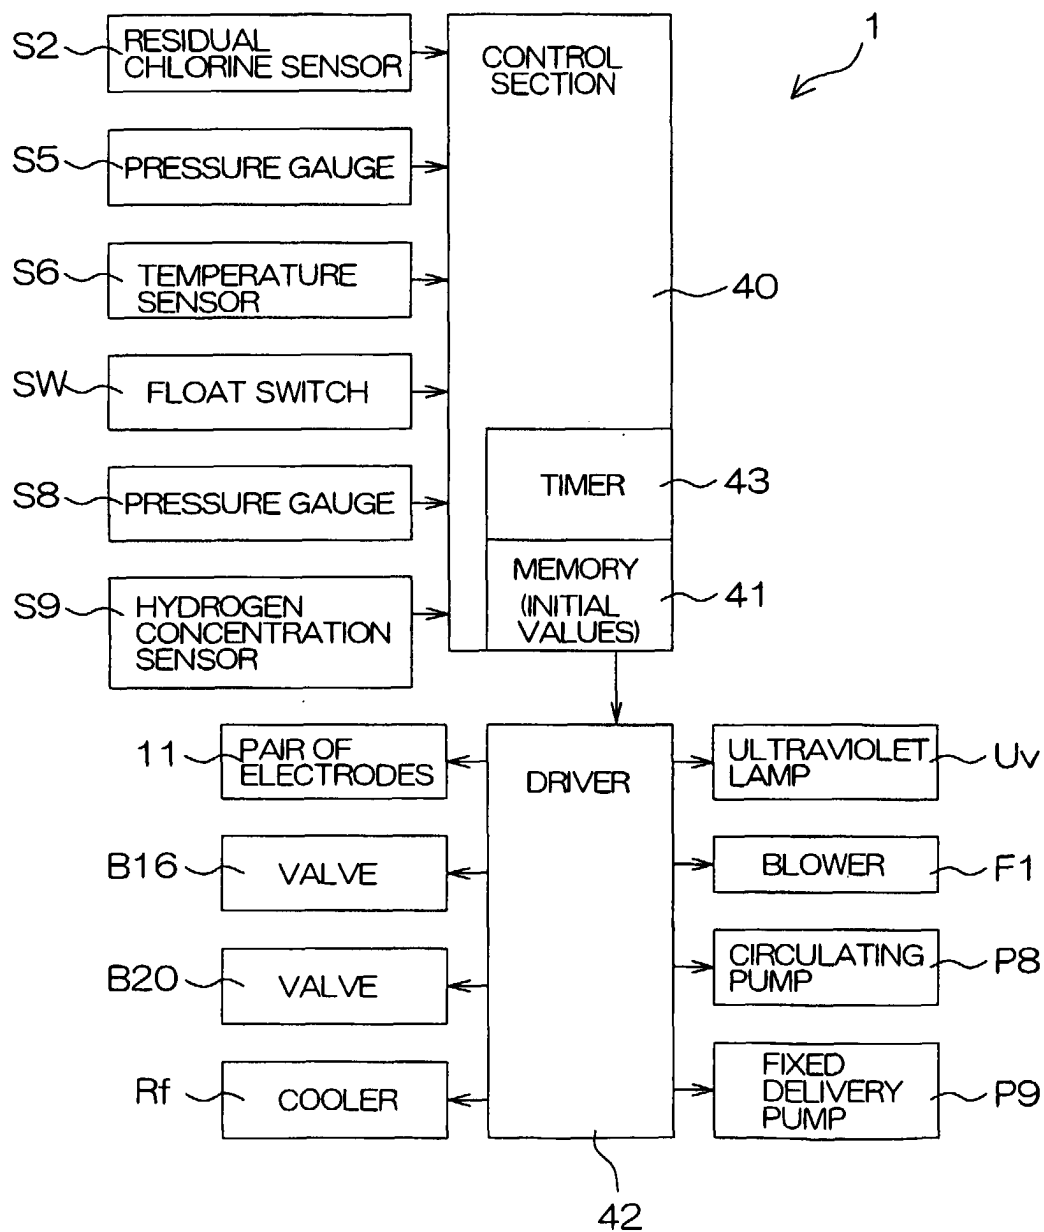 S2
RESIDUAL
CHLORINE SENSOR
CONTROL
SECTION
1
S5
PRESSURE GAUGE
S6
TEMPERATURE
SENSOR
40
SW
FLOAT SWITCH
TIMER
43
S8
PRESSURE GAUGE
MEMORY
(INITIAL
VALUES)
41
S9
HYDROGEN
CONCENTRATION
SENSOR
11
PAIR OF
ELECTRODES
DRIVER
ULTRAVIOLET
LAMP
Uv
B16
VALVE
BLOWER
F1
B20
VALVE
CIRCULATING
PUMP
P8
Rf
COOLER
FIXED
DELIVERY
PUMP
P9
42